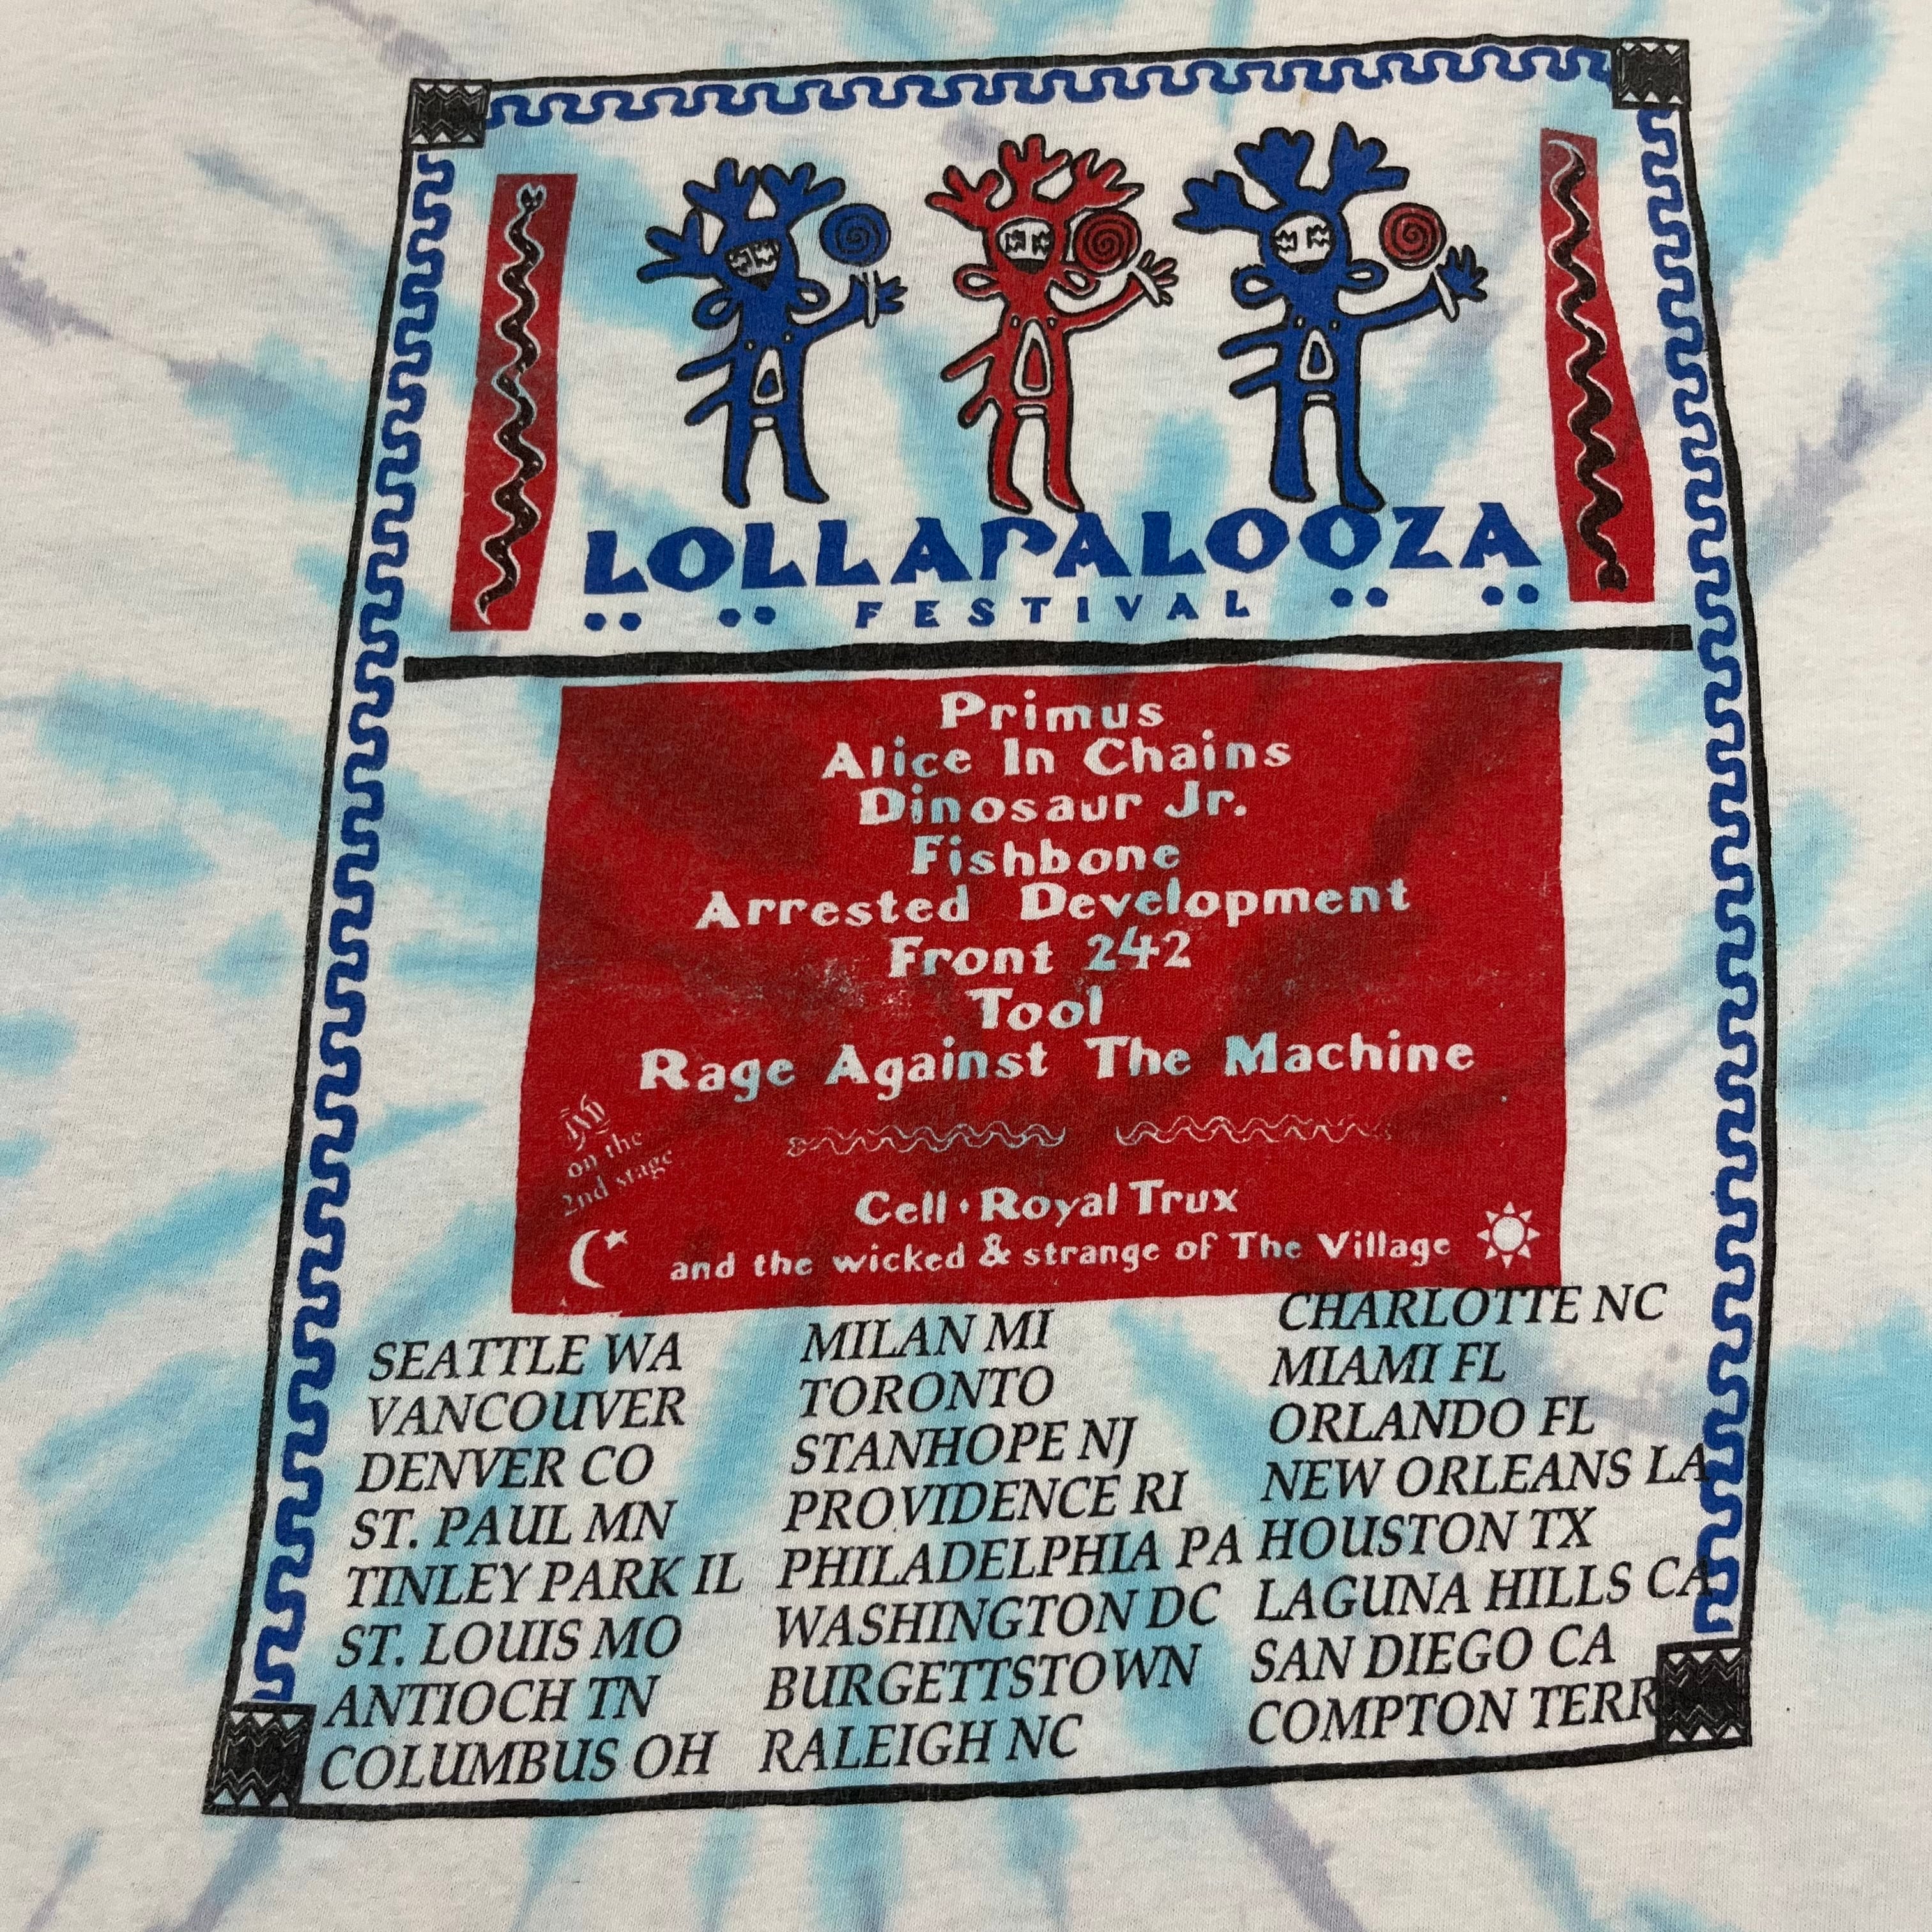 LOLLAPALOOZA
FESTIVAL
Primus
Alice In Chains
Dinosaur Jr.
Fishbone
Arrested Development
Front 242
Tool
Rage Against The Machine
on the
2nd stage
Cell • Royal Trux
and the wicked & strange of The Village
SEATTLE WA
VANCOUVER
DENVER CO
ST. PAUL MN
TINLEY PARK IL
ST. LOUIS MO
ANTIOCH TN
COLUMBUS OH
MILAN MI
TORONTO
STANHOPE NJ
PROVIDENCE RI
PHILADELPHIA PA
WASHINGTON DC
BURGETTSTOWN
RALEIGH NC
CHARLOTTE NC
MIAMI FL
ORLANDO FL
NEW ORLEANS LA
HOUSTON TX
LAGUNA HILLS CA
SAN DIEGO CA
COMPTON TERR